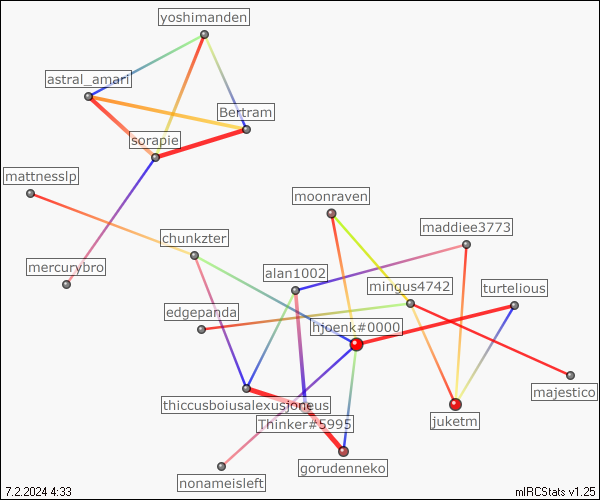 yoshimanden
astral_amari
Bertram
sorapie
mattnesslp
moonraven
maddiee3773
chunkzter
mercurybro
alan1002
mingus4742
turtelious
edgepanda
hjoenk#0000
majestico
thiccusboiusalexusjoneus
Thinker#5995
juketm
gorudenneko
nonameisleft
7.2.2024 4:33
mIRCStats v1.25